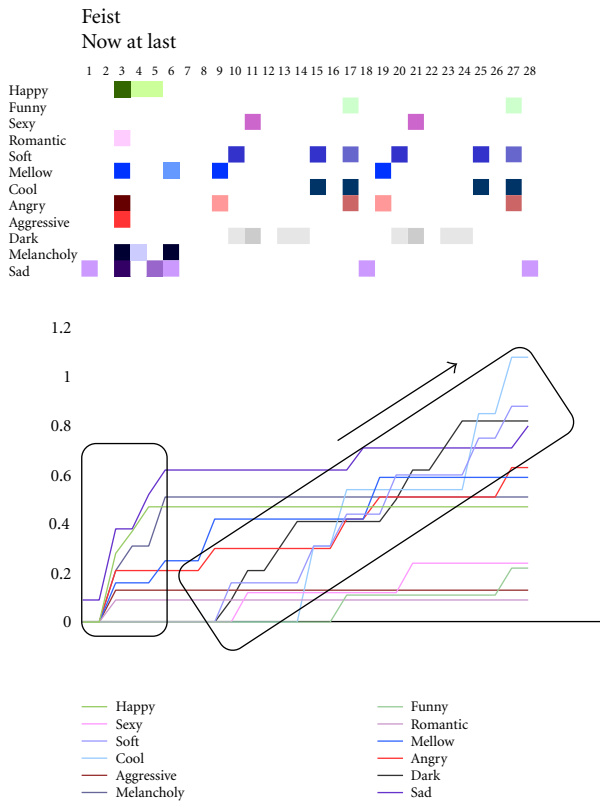 Feist
Now at last
1 2 3 4 5 6 7 8 9 10 11 12 13 14 15 16 17 18 19 20 21 22 23 24 25 26 27 28
Happy
Funny
Sexy
Romantic
Soft
Mellow
Cool
Angry
Aggressive
Dark
Melancholy
Sad
1.2
1
0.8
0.6
0.4
0.2
0
Happy Funny
Sexy Romantic
Soft Mellow
Cool Angry
Aggressive Dark
Melancholy Sad